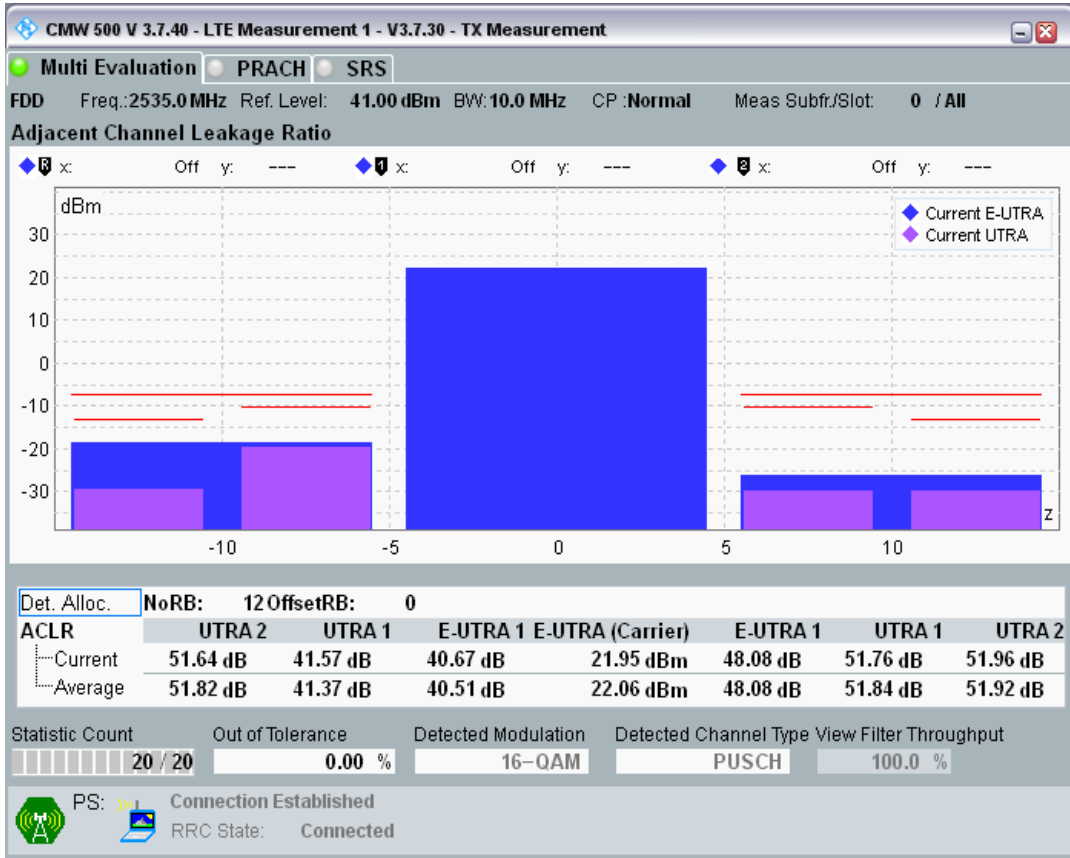 CMW 500 V 3.7.40 - LTE Measurement 1 - V3.7.30 - TX Measurement
Multi Evaluation PRACH SRS
FDD Freq.:2535.0 MHz Ref. Level: 41.00 dBm BW: 10.0 MHz CP :Normal Meas Subfr./Slot: 0 / All
Adjacent Channel Leakage Ratio
R x: Off y: --- 1 x: Off y: --- 2 x: Off y: ---
dBm
Current E-UTRA
Current UTRA
30
20
10
0
-10
-20
-30
z
-10 -5 0 5 10
Det. Alloc. NoRB: 12 OffsetRB: 0
ACLR UTRA 2 UTRA 1 E-UTRA 1 E-UTRA (Carrier) E-UTRA 1 UTRA 1 UTRA 2
Current 51.64 dB 41.57 dB 40.67 dB 21.95 dBm 48.08 dB 51.76 dB 51.96 dB
Average 51.82 dB 41.37 dB 40.51 dB 22.06 dBm 48.08 dB 51.84 dB 51.92 dB
Statistic Count Out of Tolerance Detected Modulation Detected Channel Type View Filter Throughput
20 / 20 0.00 % 16-QAM PUSCH 100.0 %
PS: Connection Established
RRC State: Connected